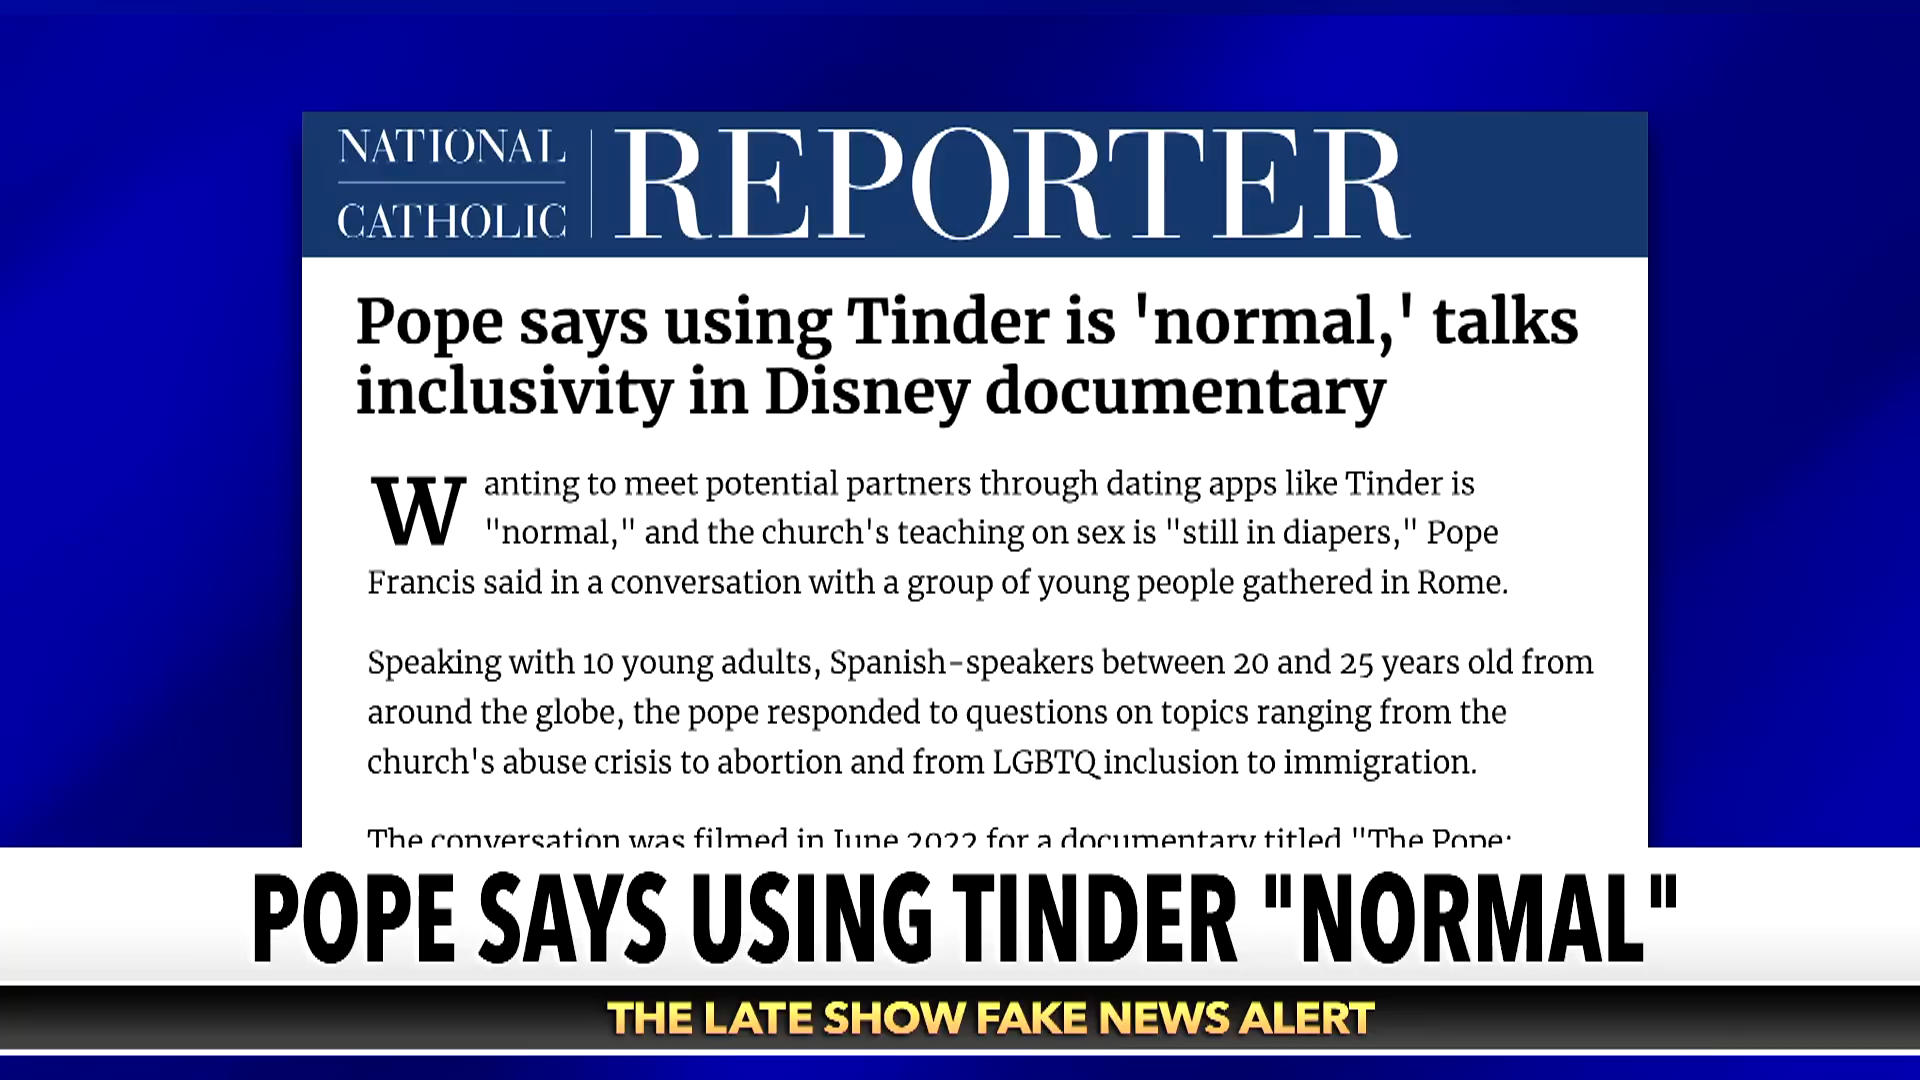 NATIONAL
CATHOLIC
REPORTER
Pope says using Tinder is 'normal,' talks
inclusivity in Disney documentary
Wanting to meet potential partners through dating apps like Tinder is
"normal," and the church's teaching on sex is "still in diapers," Pope
Francis said in a conversation with a group of young people gathered in Rome.
Speaking with 10 young adults, Spanish-speakers between 20 and 25 years old from
around the globe, the pope responded to questions on topics ranging from the
church's abuse crisis to abortion and from LGBTQ inclusion to immigration.
The conversation was filmed in June 2022 for a documentary titled "The Pope:
POPE SAYS USING TINDER "NORMAL"
THE LATE SHOW FAKE NEWS ALERT